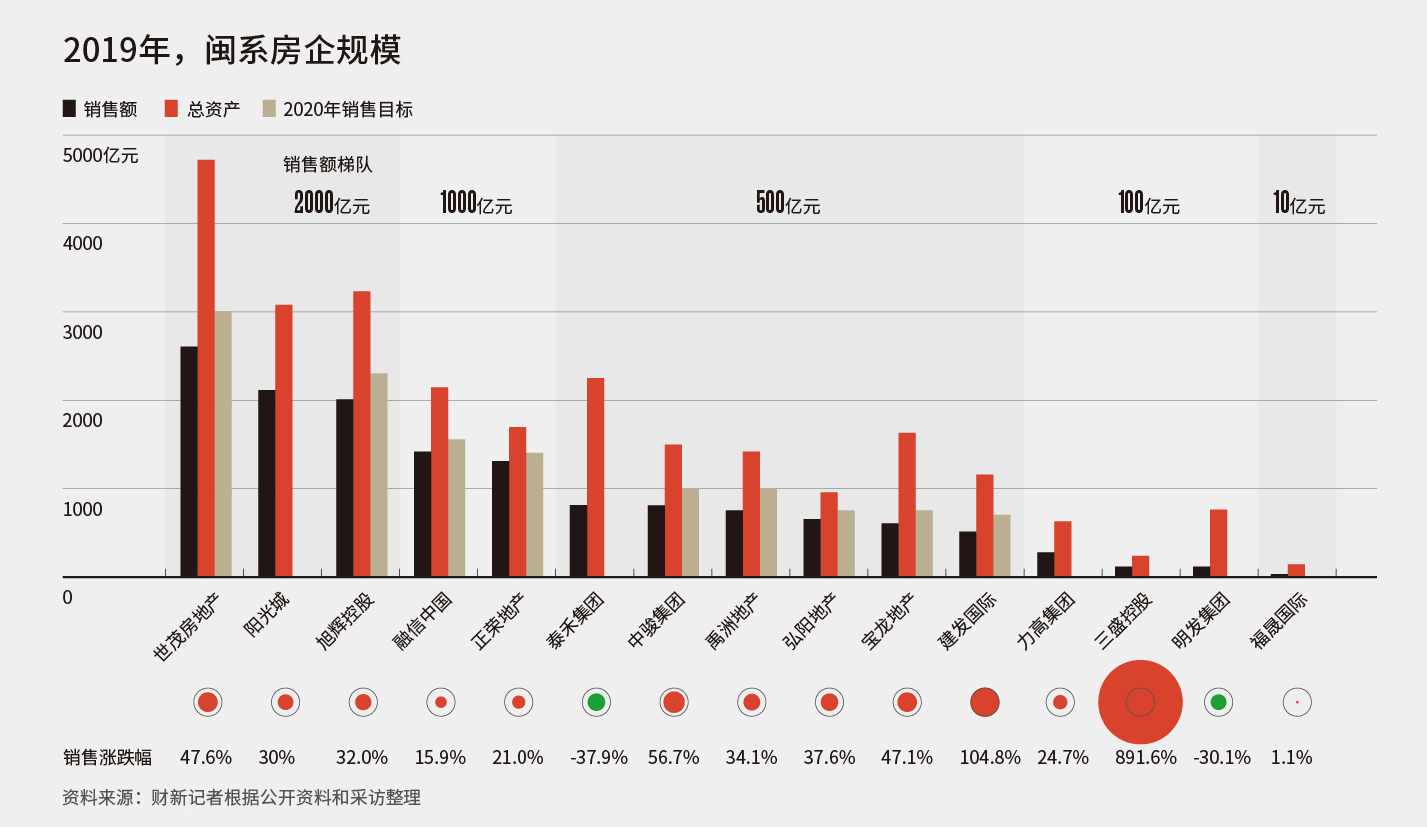 2019年，闽系房企规模
销售额 总资产 2020年销售目标
5000亿元
销售额梯队
2000亿元 1000亿元 500亿元 100亿元 10亿元
4000
3000
2000
1000
0
世茂房地产 阳光城 旭辉控股 融信中国 正荣地产 泰禾集团 中骏集团 禹洲地产 弘阳地产 宝龙地产 建发国际 力高集团 三盛控股 明发集团 福晟国际
销售涨跌幅 47.6% 30% 32.0% 15.9% 21.0% -37.9% 56.7% 34.1% 37.6% 47.1% 104.8% 24.7% 891.6% -30.1% 1.1%
资料来源：财新记者根据公开资料和采访整理